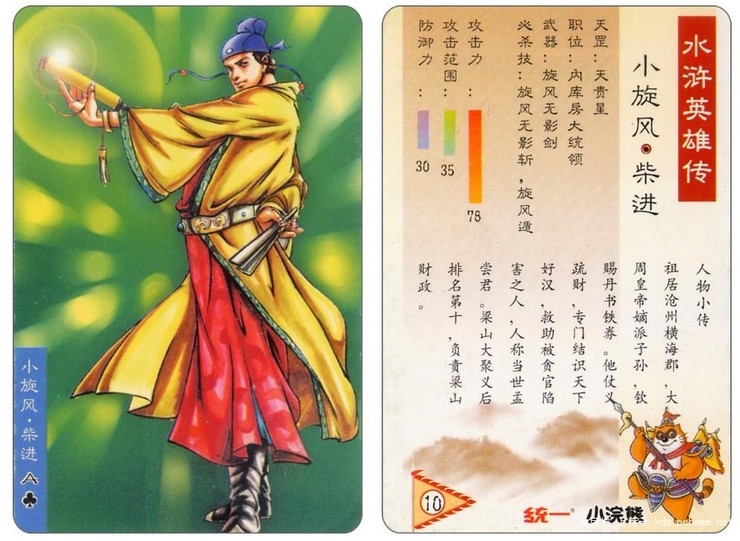 小旋风·柴进
A
水浒英雄传
小旋风·柴进
天罡：天贵星
职位：内库房大统领
武器：旋风无影剑
必杀技：旋风无影斩，旋风遁
攻击力：
78
攻击范围：
35
防御力：
30
人物小传
祖居沧州横海郡，大
周皇帝嫡派子孙，钦
赐丹书铁券。他仗义
疏财，专门结识天下
好汉，救助被贪官陷
害之人，人称当世孟
尝君。梁山大聚义后
排名第十，负责梁山
财政。
10
统一
小浣熊